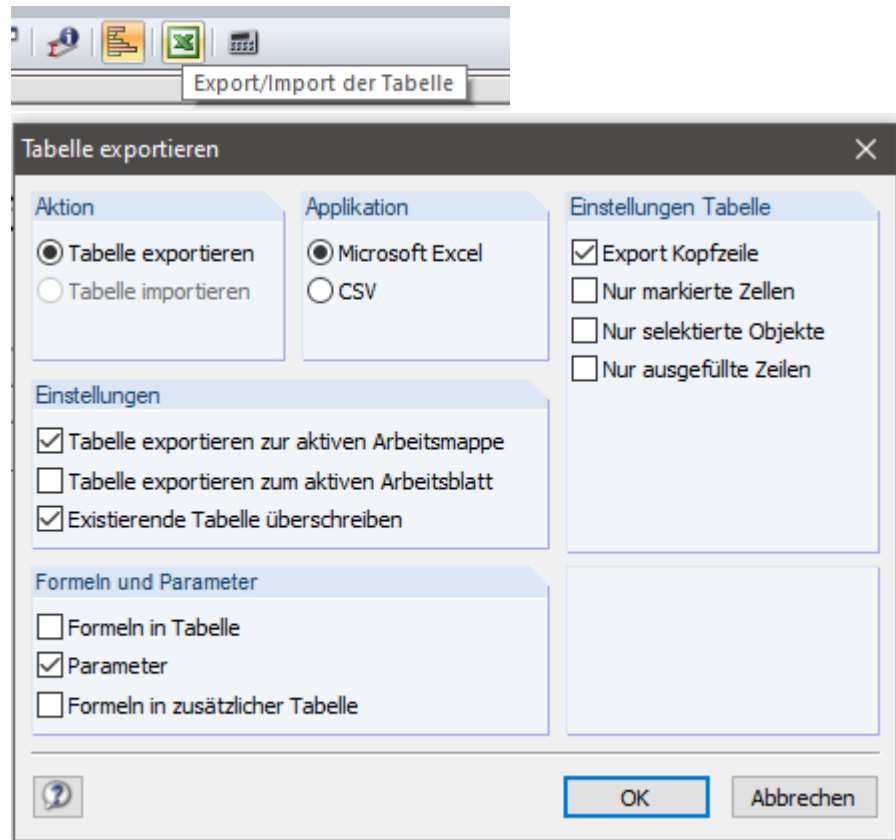 Export/Import der Tabelle
Tabelle exportieren
Aktion
Tabelle exportieren
Tabelle importieren
Applikation
Microsoft Excel
CSV
Einstellungen Tabelle
Export Kopfzeile
Nur markierte Zellen
Nur selektierte Objekte
Nur ausgefüllte Zeilen
Einstellungen
Tabelle exportieren zur aktiven Arbeitsmappe
Tabelle exportieren zum aktiven Arbeitsblatt
Existierende Tabelle überschreiben
Formeln und Parameter
Formeln in Tabelle
Parameter
Formeln in zusätzlicher Tabelle
OK
Abbrechen